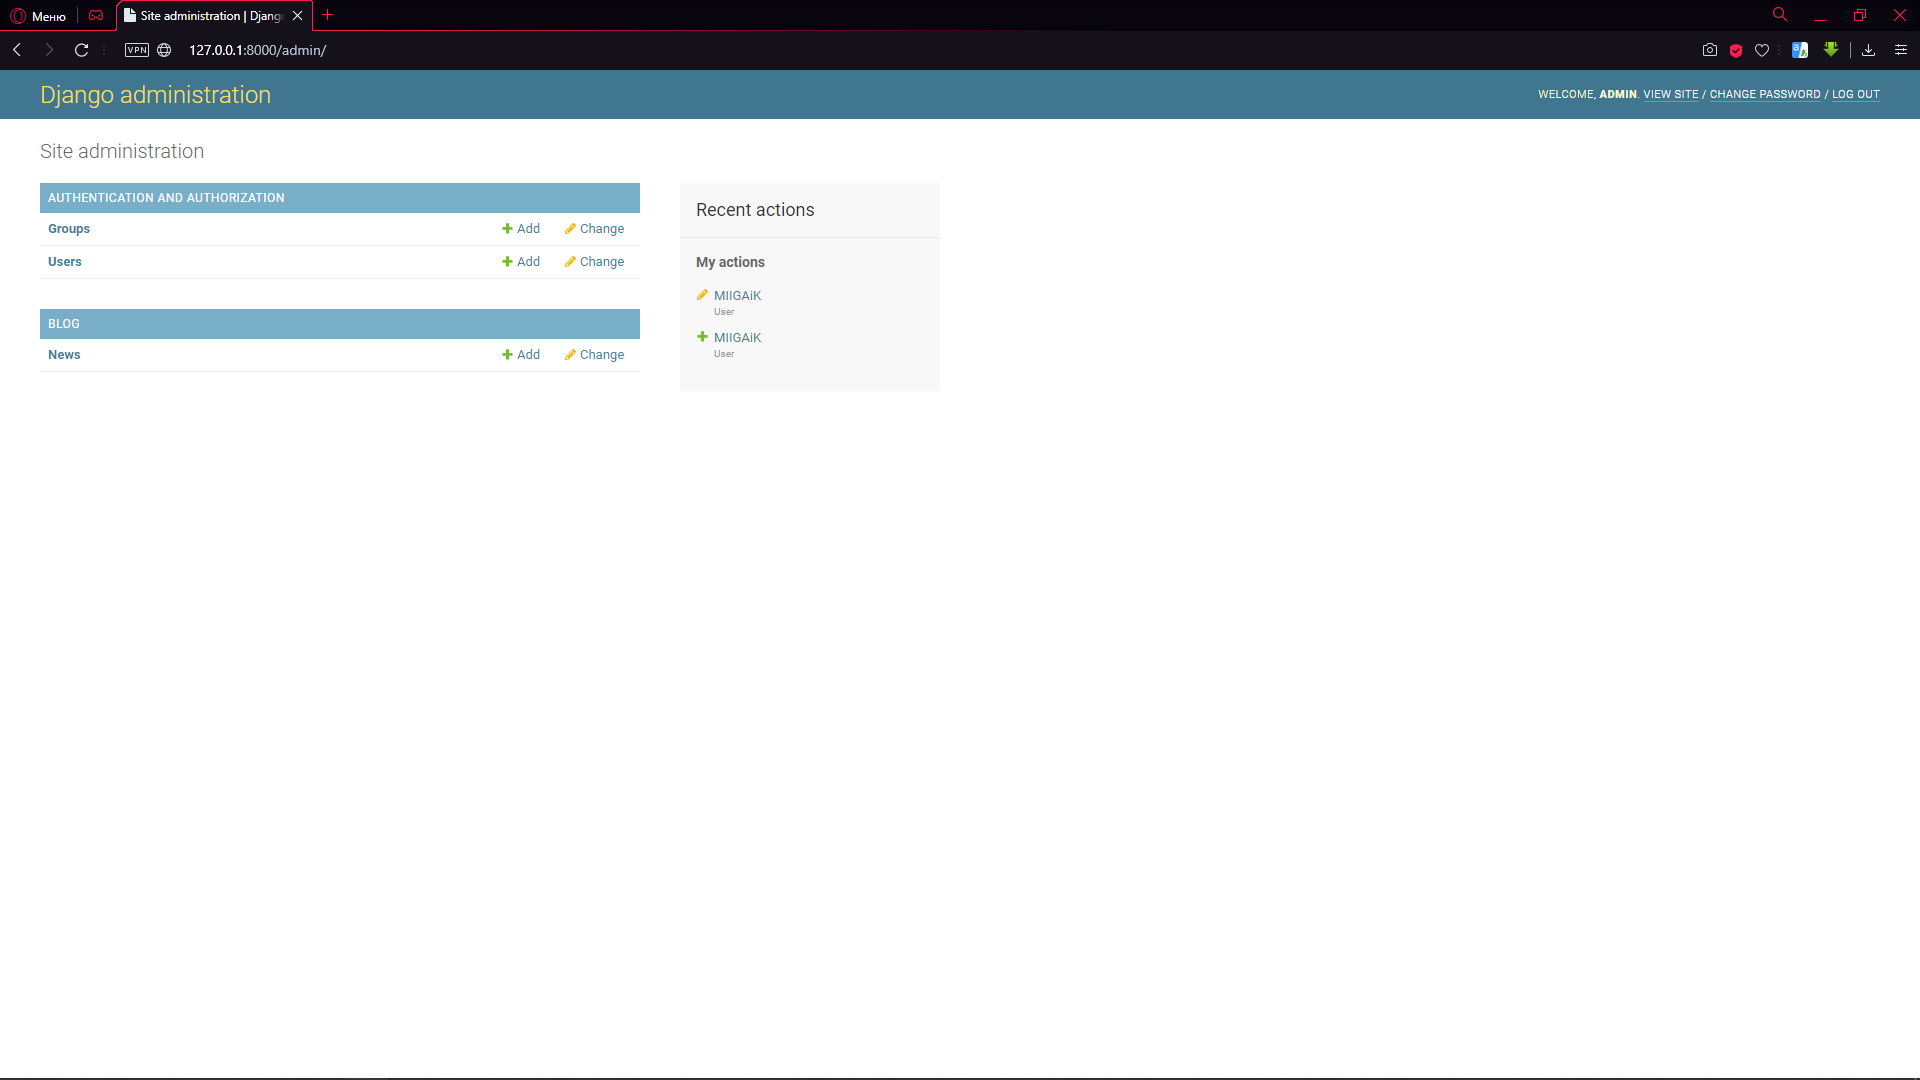 Меню
Site administration | Djang
VPN
127.0.0.1:8000/admin/
Django administration
WELCOME, ADMIN. VIEW SITE / CHANGE PASSWORD / LOG OUT
Site administration
AUTHENTICATION AND AUTHORIZATION
Groups Add Change
Users Add Change
BLOG
News Add Change
Recent actions
My actions
MIIGAiK
User
MIIGAiK
User